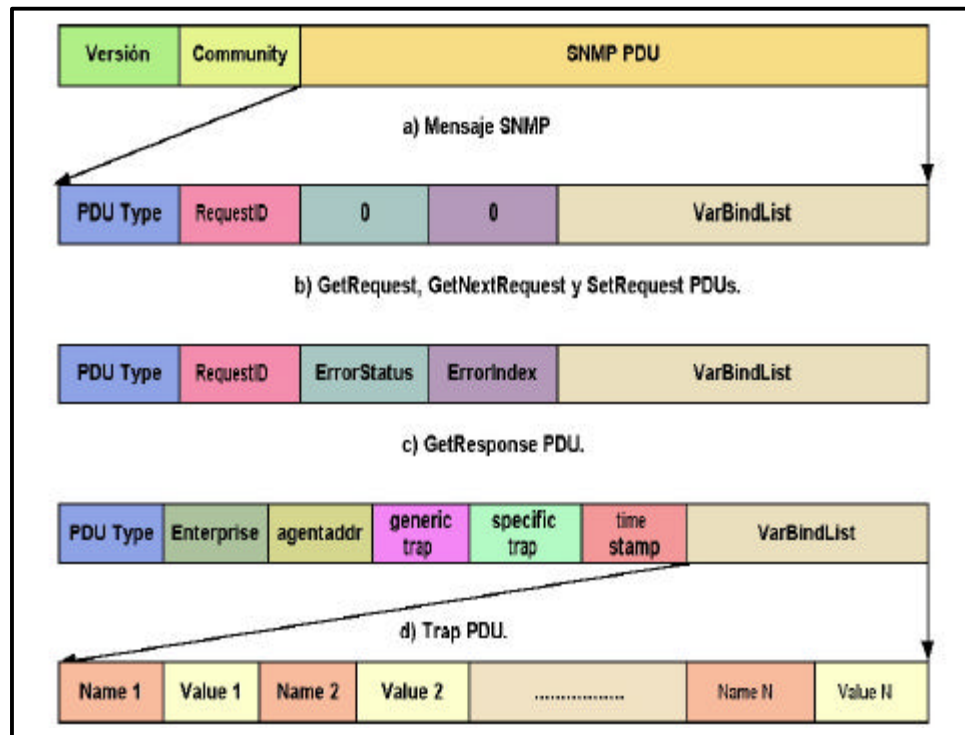 Versión Community SNMP PDU
a) Mensaje SNMP
PDU Type RequestID 0 0 VarBindList
b) GetRequest, GetNextRequest y SetRequest PDUs.
PDU Type RequestID ErrorStatus ErrorIndex VarBindList
c) GetResponse PDU.
PDU Type Enterprise agentaddr generic trap specific trap time stamp VarBindList
d) Trap PDU.
Name 1 Value 1 Name 2 Value 2 ................. Name N Value N